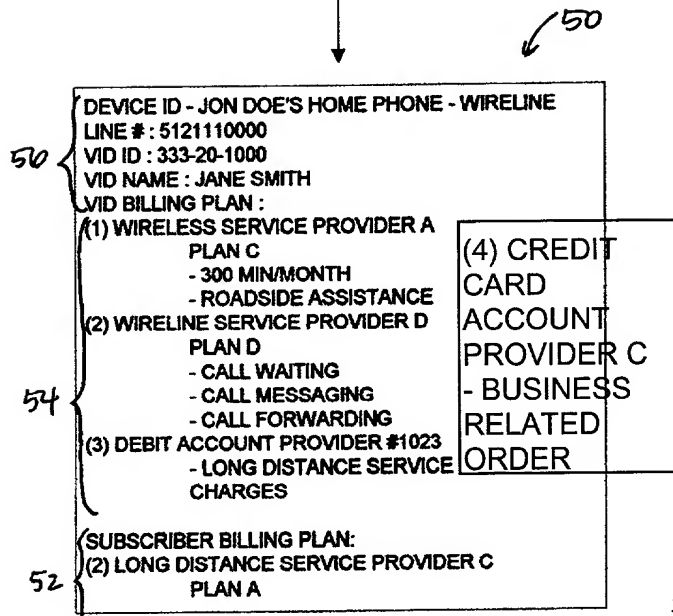 50
DEVICE ID - JON DOE'S HOME PHONE - WIRELINE
LINE # : 5121110000
VID ID : 333-20-1000
VID NAME : JANE SMITH
VID BILLING PLAN :
56
(1) WIRELESS SERVICE PROVIDER A
PLAN C
- 300 MIN/MONTH
- ROADSIDE ASSISTANCE
(2) WIRELINE SERVICE PROVIDER D
PLAN D
- CALL WAITING
- CALL MESSAGING
- CALL FORWARDING
(3) DEBIT ACCOUNT PROVIDER #1023
- LONG DISTANCE SERVICE
CHARGES
54
(4) CREDIT
CARD
ACCOUNT
PROVIDER C
- BUSINESS
RELATED
ORDER
SUBSCRIBER BILLING PLAN:
(2) LONG DISTANCE SERVICE PROVIDER C
PLAN A
52